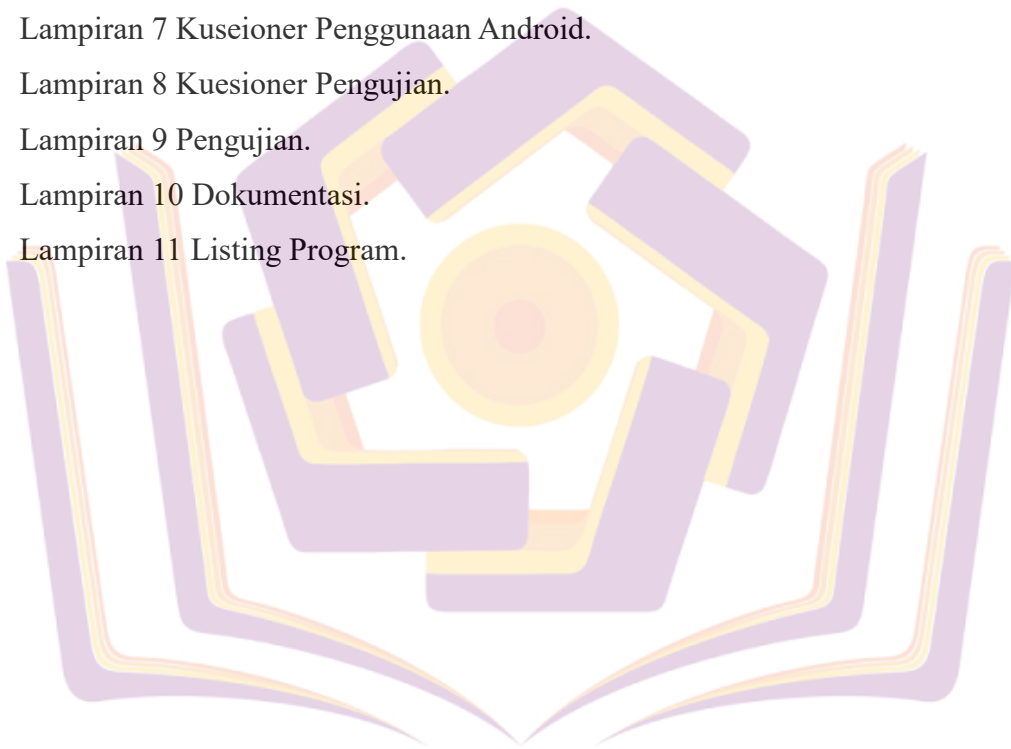 Lampiran 7 Kuseioner Penggunaan Android.
Lampiran 8 Kuesioner Pengujian.
Lampiran 9 Pengujian.
Lampiran 10 Dokumentasi.
Lampiran 11 Listing Program.